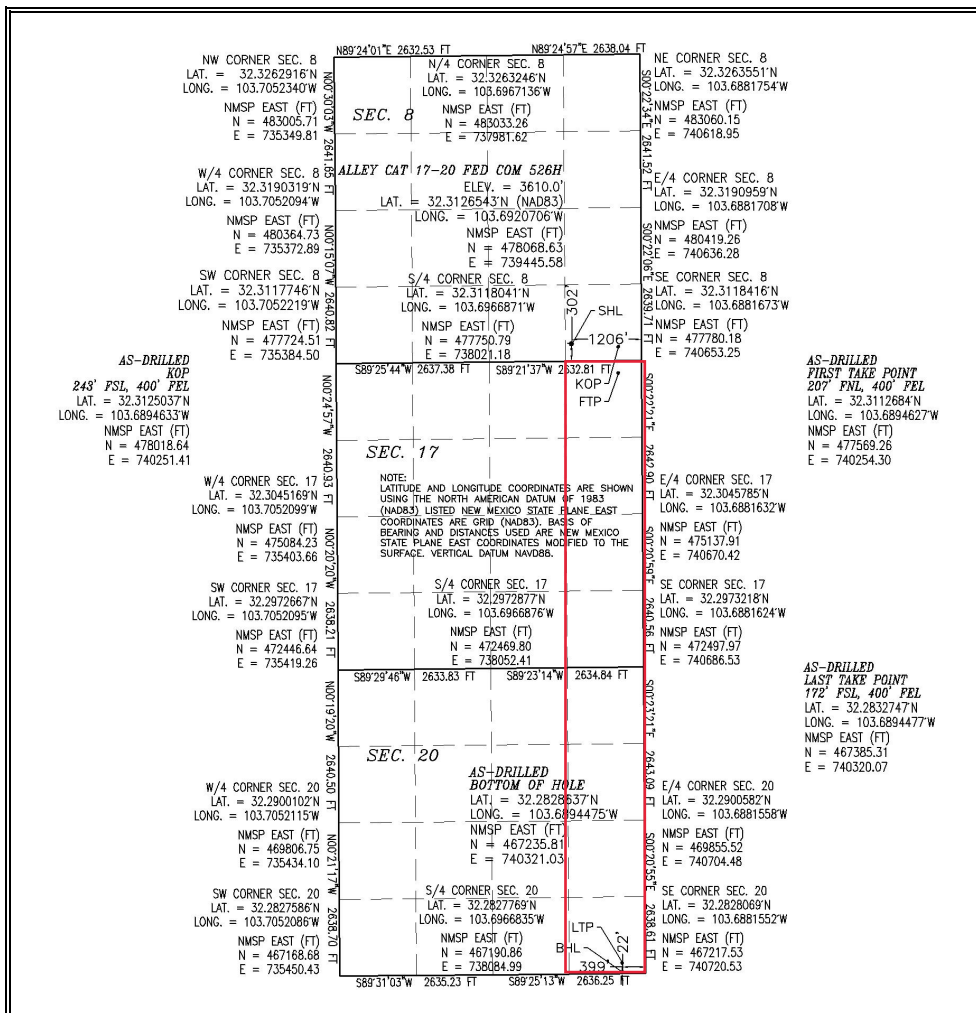 N89°24'01"E 2632.53 FT
N89°24'57"E 2638.04 FT
NW CORNER SEC. 8
LAT. = 32.3262916°N
LONG. = 103.7052340°W
NMSP EAST (FT)
N = 483005.71
E = 735349.81
N/4 CORNER SEC. 8
LAT. = 32.3263246°N
LONG. = 103.6967136°W
NMSP EAST (FT)
N = 483033.26
E = 737981.62
NE CORNER SEC. 8
LAT. = 32.3263551°N
LONG. = 103.6881754°W
NMSP EAST (FT)
N = 483060.15
E = 740618.95
N00°30'03"W 2641.65 FT
SEC. 8
S00°22'34"E 2641.52 FT
W/4 CORNER SEC. 8
LAT. = 32.3190319°N
LONG. = 103.7052094°W
NMSP EAST (FT)
N = 480364.73
E = 735372.89
ALLEY CAT 17-20 FED COM 526H
ELEV. = 3610.0'
LAT. = 32.3126543°N (NAD83)
LONG. = 103.6920706°W
NMSP EAST (FT)
N = 478068.63
E = 739445.58
E/4 CORNER SEC. 8
LAT. = 32.3190959°N
LONG. = 103.6881708°W
NMSP EAST (FT)
N = 480419.26
E = 740636.28
N00°15'07"W 2640.82 FT
S00°22'06"E 2639.71 FT
SW CORNER SEC. 8
LAT. = 32.3117746°N
LONG. = 103.7052219°W
NMSP EAST (FT)
N = 477724.51
E = 735384.50
S/4 CORNER SEC. 8
LAT. = 32.3118041°N
LONG. = 103.6966871°W
NMSP EAST (FT)
N = 477750.79
E = 738021.18
302'
SHL
1206'
SE CORNER SEC. 8
LAT. = 32.3118416°N
LONG. = 103.6881673°W
NMSP EAST (FT)
N = 477780.18
E = 740653.25
S89°25'44"W 2637.38 FT
S89°21'37"W 2632.81 FT
KOP
FTP
AS-DRILLED
KOP
243' FSL, 400' FEL
LAT. = 32.3125037°N
LONG. = 103.6894633°W
NMSP EAST (FT)
N = 478018.64
E = 740251.41
AS-DRILLED
FIRST TAKE POINT
207' FNL, 400' FEL
LAT. = 32.3112684°N
LONG. = 103.6894627°W
NMSP EAST (FT)
N = 477569.26
E = 740254.30
N00°24'57"W 2640.93 FT
SEC. 17
S00°22'21"E 2642.90 FT
NOTE:
LATITUDE AND LONGITUDE COORDINATES ARE SHOWN
USING THE NORTH AMERICAN DATUM OF 1983
(NAD83) LISTED NEW MEXICO STATE PLANE EAST
COORDINATES ARE GRID (NAD83). BASIS OF
BEARING AND DISTANCES USED ARE NEW MEXICO
STATE PLANE EAST COORDINATES MODIFIED TO THE
SURFACE. VERTICAL DATUM NAVD88.
W/4 CORNER SEC. 17
LAT. = 32.3045169°N
LONG. = 103.7052099°W
NMSP EAST (FT)
N = 475084.23
E = 735403.66
E/4 CORNER SEC. 17
LAT. = 32.3045785°N
LONG. = 103.6881632°W
NMSP EAST (FT)
N = 475137.91
E = 740670.42
N00°20'20"W 2638.21 FT
S00°20'59"E 2640.56 FT
SW CORNER SEC. 17
LAT. = 32.2972667°N
LONG. = 103.7052095°W
NMSP EAST (FT)
N = 472446.64
E = 735419.26
S/4 CORNER SEC. 17
LAT. = 32.2972877°N
LONG. = 103.6966876°W
NMSP EAST (FT)
N = 472469.80
E = 738052.41
SE CORNER SEC. 17
LAT. = 32.2973218°N
LONG. = 103.6881624°W
NMSP EAST (FT)
N = 472497.97
E = 740686.53
S89°29'46"W 2633.83 FT
S89°23'14"W 2634.84 FT
AS-DRILLED
LAST TAKE POINT
172' FSL, 400' FEL
LAT. = 32.2832747°N
LONG. = 103.6894477°W
NMSP EAST (FT)
N = 467385.31
E = 740320.07
N00°19'20"W 2640.50 FT
SEC. 20
S00°23'21"E 2643.09 FT
AS-DRILLED
BOTTOM OF HOLE
LAT. = 32.2828637°N
LONG. = 103.6894475°W
NMSP EAST (FT)
N = 467235.81
E = 740321.03
W/4 CORNER SEC. 20
LAT. = 32.2900102°N
LONG. = 103.7052115°W
NMSP EAST (FT)
N = 469806.75
E = 735434.10
E/4 CORNER SEC. 20
LAT. = 32.2900582°N
LONG. = 103.6881558°W
NMSP EAST (FT)
N = 469855.52
E = 740704.48
N00°21'17"W 2638.70 FT
S00°20'55"E 2638.61 FT
SW CORNER SEC. 20
LAT. = 32.2827586°N
LONG. = 103.7052086°W
NMSP EAST (FT)
N = 467168.68
E = 735450.43
S/4 CORNER SEC. 20
LAT. = 32.2827769°N
LONG. = 103.6966835°W
NMSP EAST (FT)
N = 467190.86
E = 738084.99
LTP
BHL
22'
399'
SE CORNER SEC. 20
LAT. = 32.2828069°N
LONG. = 103.6881552°W
NMSP EAST (FT)
N = 467217.53
E = 740720.53
S89°31'03"W 2635.23 FT
S89°25'13"W 2636.25 FT